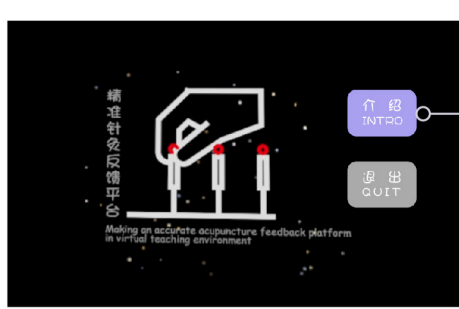 精准针灸反馈平台
介绍
INTRO
退出
QUIT
Making an accurate acupuncture feedback platform
in virtual teaching environment